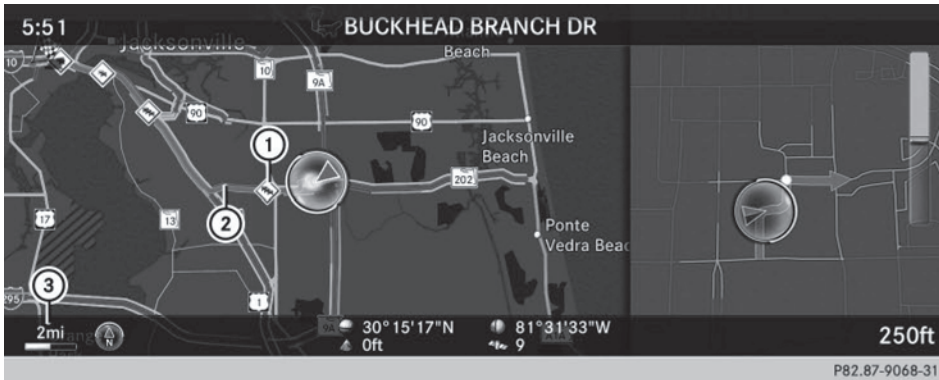 5:51
BUCKHEAD BRANCH DR
Jacksonville
Beach
10
10
9A
90
90
1
Jacksonville
Beach
202
2
17
13
Ponte
Vedra Beac
3
295
1
2mi
N
9A
30°15'17"N
81°31'33"W
A1A
0ft
9
250ft
P82.87-9068-31